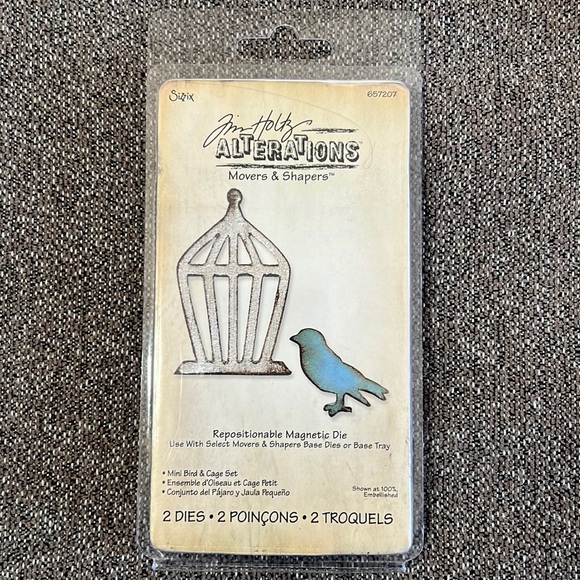 Sizzix
657207
Tim Holtz
ALTERATIONS
Movers & Shapers™
Repositionable Magnetic Die
Use With Select Movers & Shapers Base Dies or Base Tray
• Mini Bird & Cage Set
• Ensemble d'Oiseau et Cage Petit
• Conjunto del Pájaro y Jaula Pequeño
Shown at 100%.
Embellished
2 DIES • 2 POINÇONS • 2 TROQUELS